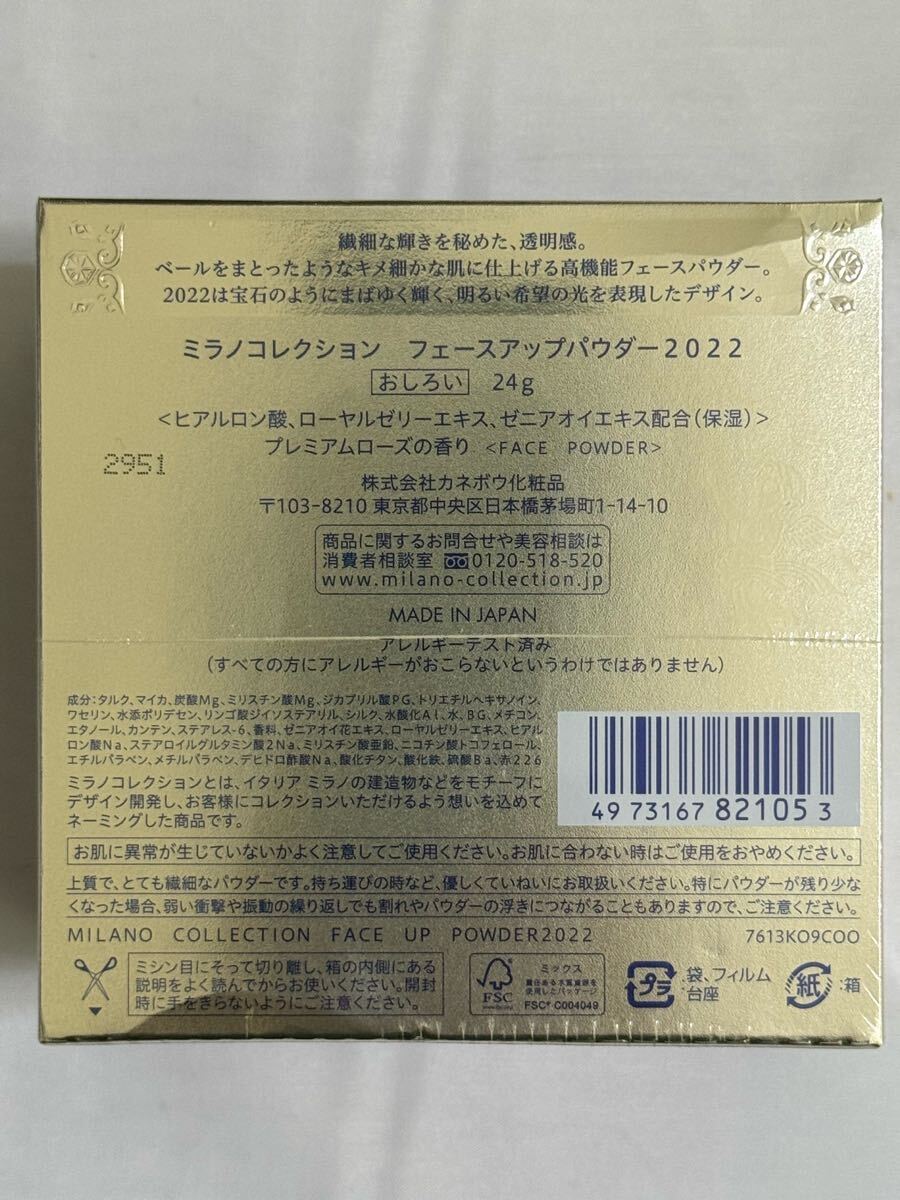 繊細な輝きを秘めた、透明感。
ベールをまとったようなキメ細かな肌に仕上げる高機能フェースパウダー。
2022は宝石のようにまばゆく輝く、明るい希望の光を表現したデザイン。
ミラノコレクション　フェースアップパウダー2022
おしろい　24g
<ヒアルロン酸、ローヤルゼリーエキス、ゼニアオイエキス配合(保湿)>
プレミアムローズの香り <FACE POWDER>
2951
株式会社カネボウ化粧品
〒103-8210 東京都中央区日本橋茅場町1-14-10
商品に関するお問合せや美容相談は
消費者相談室 0120-518-520
www.milano-collection.jp
MADE IN JAPAN
アレルギーテスト済み
(すべての方にアレルギーがおこらないというわけではありません)
成分:タルク、マイカ、炭酸Mg、ミリスチン酸Mg、ジカプリル酸PG、トリエチルヘキサノイン、
ワセリン、水添ポリデセン、リンゴ酸ジイソステアリル、シルク、水酸化Al、水、BG、メチコン、
エタノール、カンテン、ステアレス-6、香料、ゼニアオイ花エキス、ローヤルゼリーエキス、ヒアル
ロン酸Na、ステアロイルグルタミン酸2Na、ミリスチン酸亜鉛、ニコチン酸トコフェロール、
エチルパラベン、メチルパラベン、デヒドロ酢酸Na、酸化チタン、酸化鉄、硫酸Ba、赤226
ミラノコレクションとは、イタリア ミラノの建造物などをモチーフに
デザイン開発し、お客様にコレクションいただけるよう想いを込めて
ネーミングした商品です。
4973167821053
お肌に異常が生じていないかよく注意してご使用ください。お肌に合わない時はご使用をおやめください。
上質で、とても繊細なパウダーです。持ち運びの時など、優しくていねいにお取扱いください。特にパウダーが残り少な
くなった場合、弱い衝撃や振動の繰り返しでも割れやパウダーの浮きにつながることもありますので、ご注意ください。
MILANO COLLECTION FACE UP POWDER2022　7613KO9COO
ミシン目にそって切り離し、箱の内側にある
説明をよく読んでからお使いください。開封
時に手をきらないようにご注意ください。
FSC
ミックス
責任ある木質資源を
使用したパッケージ
FSC® C004049
プラ
袋、フィルム
:台座
紙 :箱